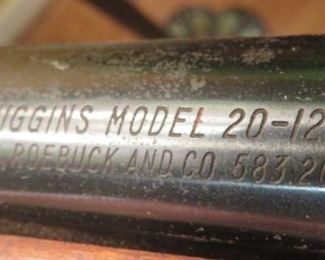 UGGINS MODEL 20-12
ROEBUCK AND CO. 583.20